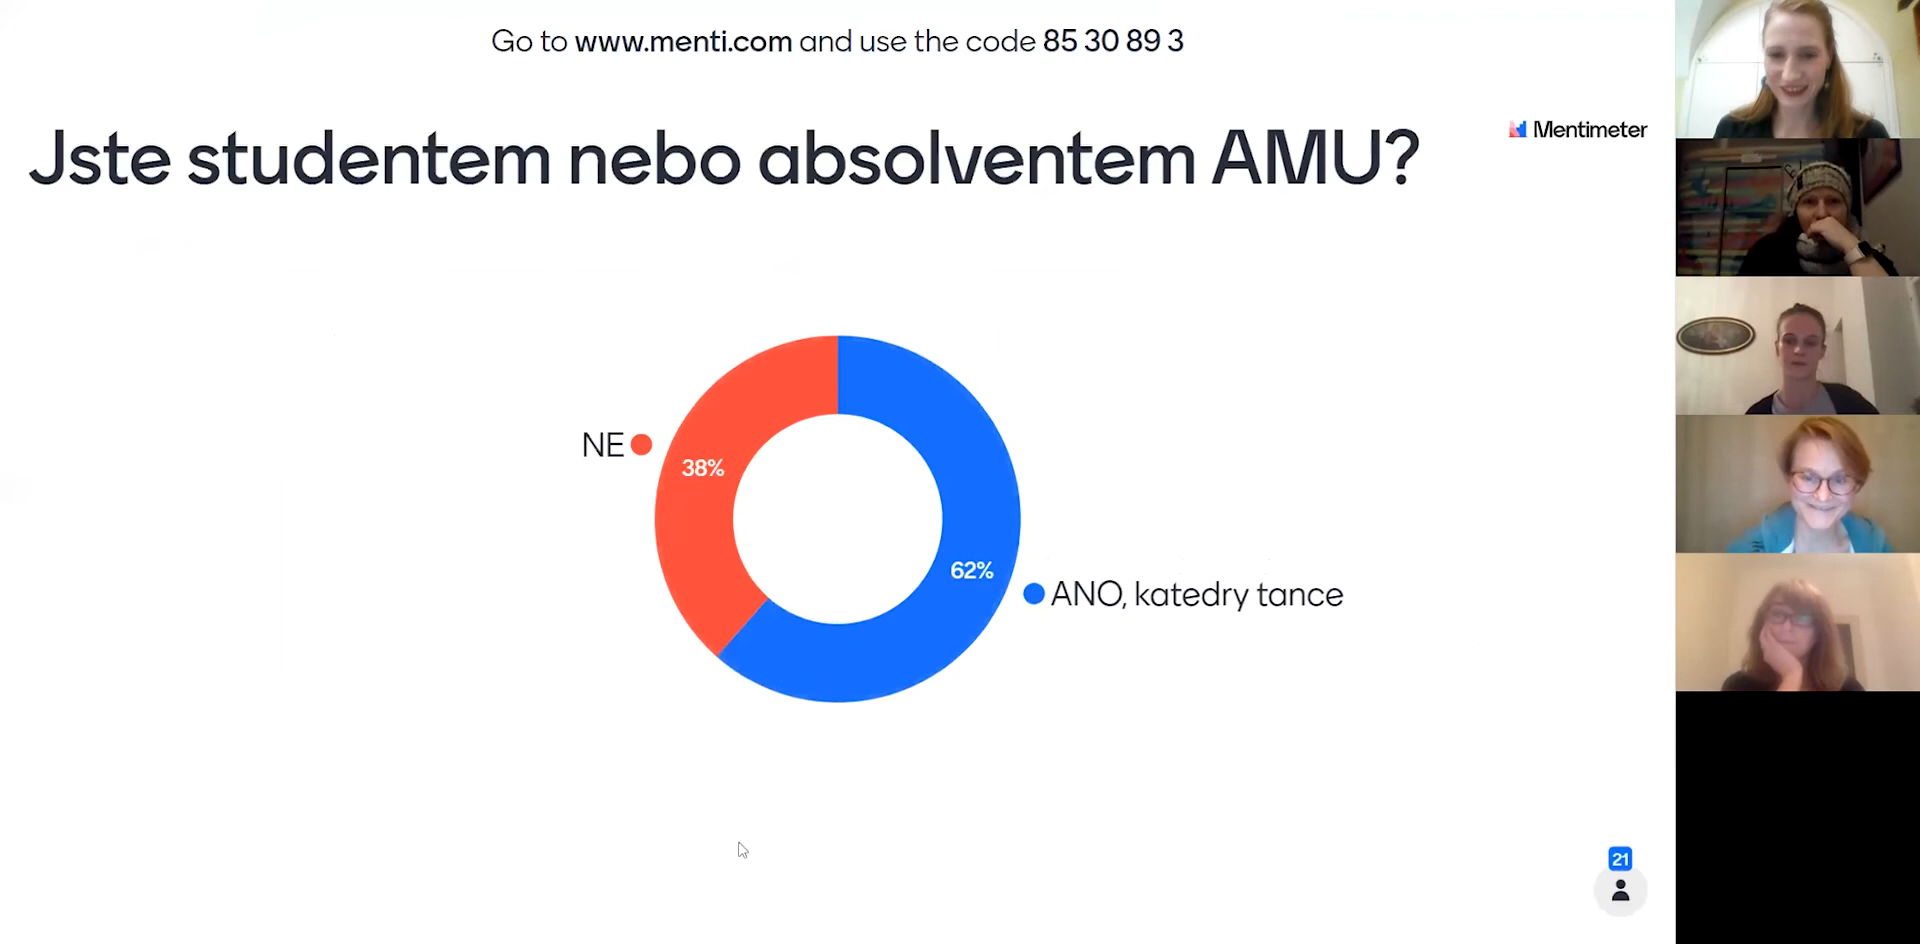 Go to www.menti.com and use the code 85 30 89 3
Mentimeter
Jste studentem nebo absolventem AMU?
NE
38%
62%
ANO, katedry tance
21